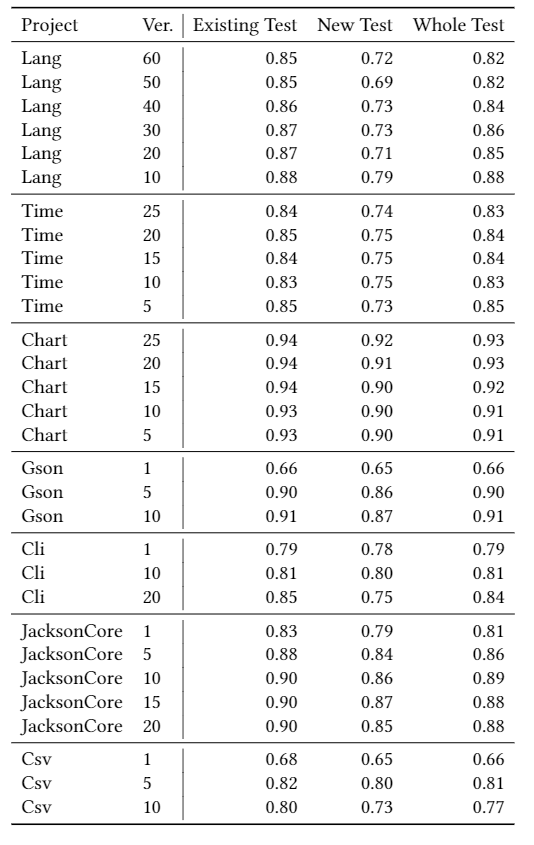 Project Ver. Existing Test New Test Whole Test
Lang 60 0.85 0.72 0.82
Lang 50 0.85 0.69 0.82
Lang 40 0.86 0.73 0.84
Lang 30 0.87 0.73 0.86
Lang 20 0.87 0.71 0.85
Lang 10 0.88 0.79 0.88
Time 25 0.84 0.74 0.83
Time 20 0.85 0.75 0.84
Time 15 0.84 0.75 0.84
Time 10 0.83 0.75 0.83
Time 5 0.85 0.73 0.85
Chart 25 0.94 0.92 0.93
Chart 20 0.94 0.91 0.93
Chart 15 0.94 0.90 0.92
Chart 10 0.93 0.90 0.91
Chart 5 0.93 0.90 0.91
Gson 1 0.66 0.65 0.66
Gson 5 0.90 0.86 0.90
Gson 10 0.91 0.87 0.91
Cli 1 0.79 0.78 0.79
Cli 10 0.81 0.80 0.81
Cli 20 0.85 0.75 0.84
JacksonCore 1 0.83 0.79 0.81
JacksonCore 5 0.88 0.84 0.86
JacksonCore 10 0.90 0.86 0.89
JacksonCore 15 0.90 0.87 0.88
JacksonCore 20 0.90 0.85 0.88
Csv 1 0.68 0.65 0.66
Csv 5 0.82 0.80 0.81
Csv 10 0.80 0.73 0.77